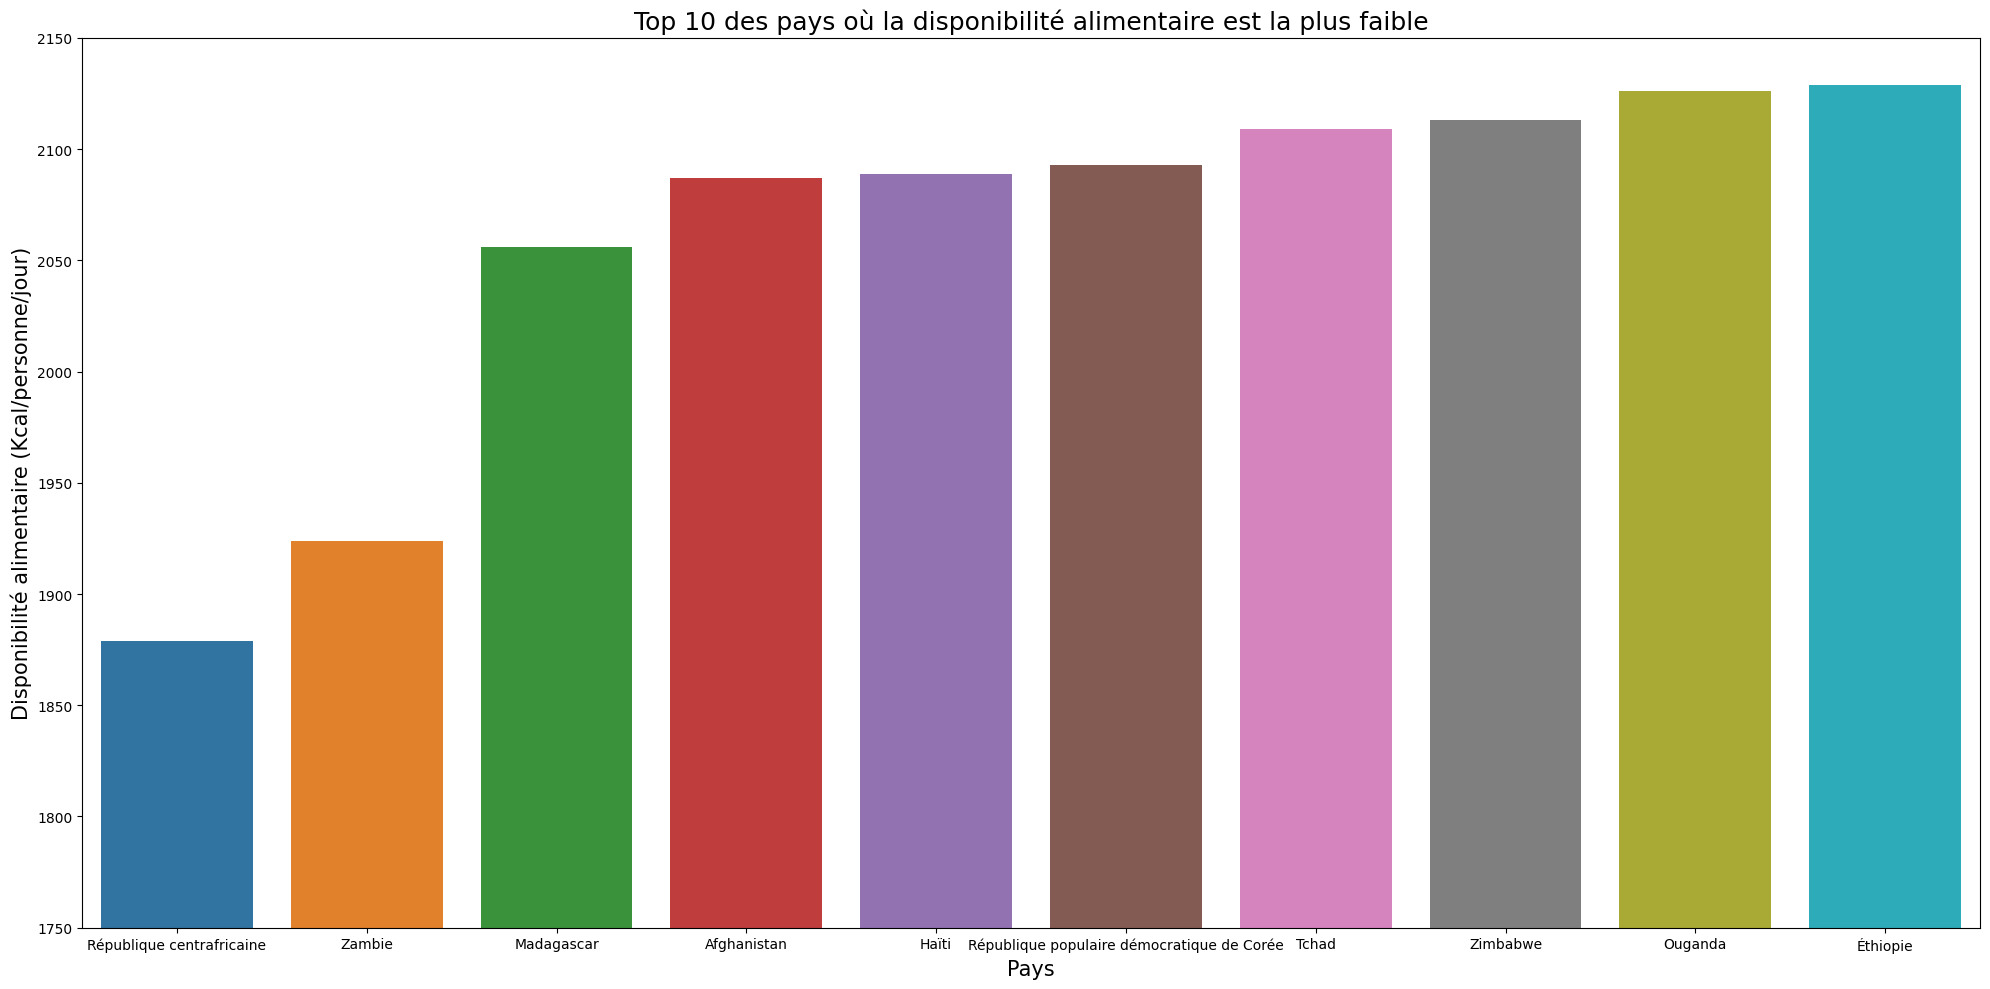 Top 10 des pays où la disponibilité alimentaire est la plus faible
Disponibilité alimentaire (Kcal/personne/jour)
2150
2100
2050
2000
1950
1900
1850
1800
1750
République centrafricaine
Zambie
Madagascar
Afghanistan
Haïti
République populaire démocratique de Corée
Tchad
Zimbabwe
Ouganda
Éthiopie
Pays